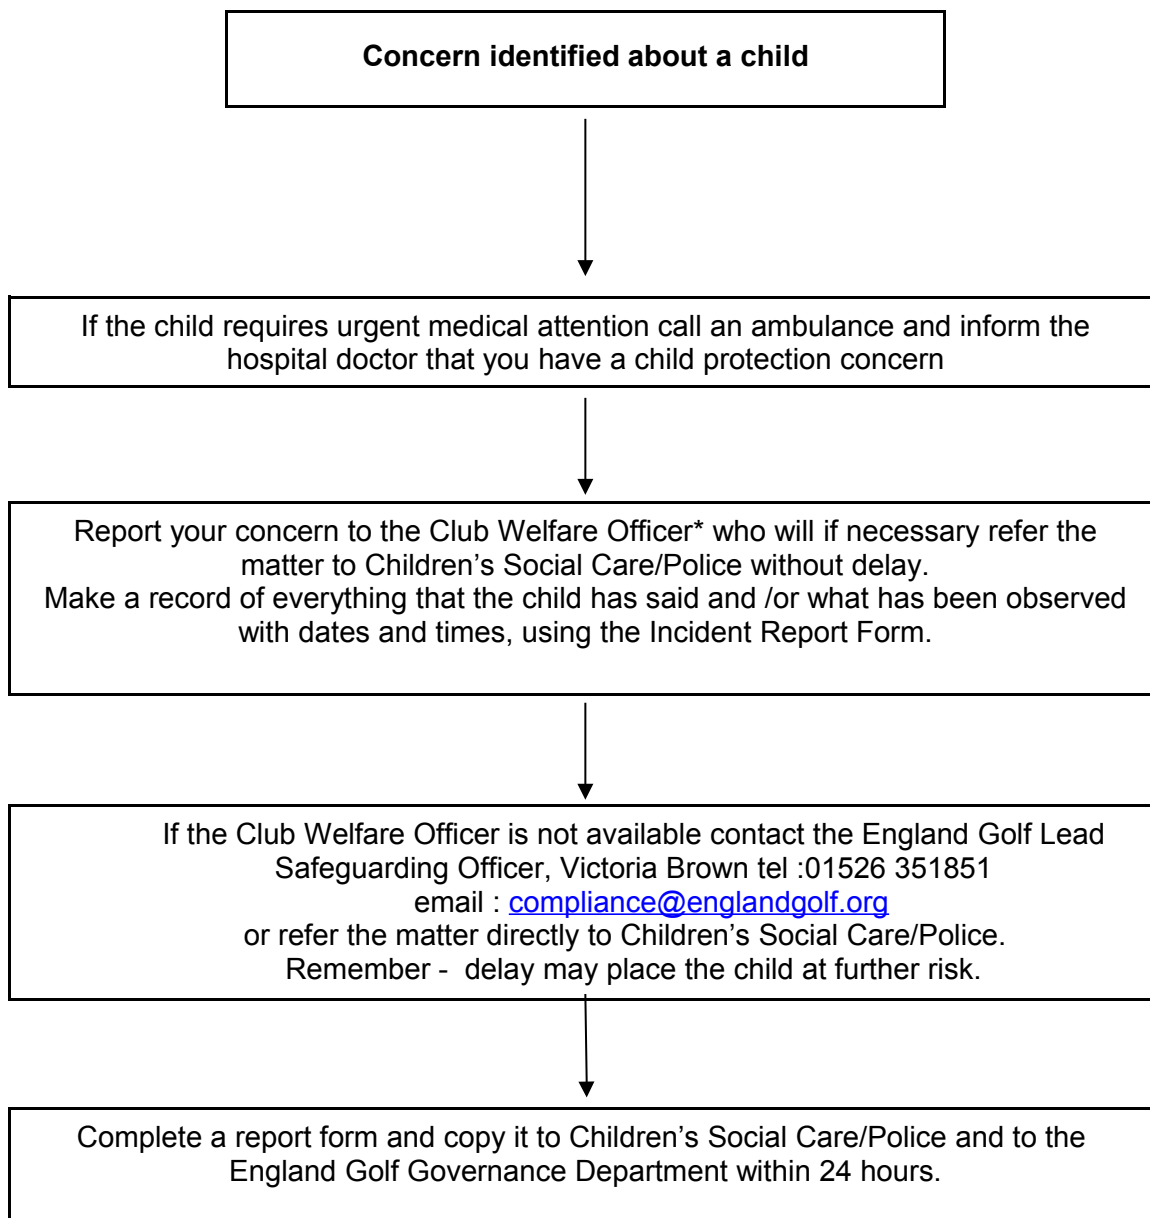 Concern identified about a child
If the child requires urgent medical attention call an ambulance and inform the
hospital doctor that you have a child protection concern
Report your concern to the Club Welfare Officer* who will if necessary refer the
matter to Children’s Social Care/Police without delay.
Make a record of everything that the child has said and /or what has been observed
with dates and times, using the Incident Report Form.
If the Club Welfare Officer is not available contact the England Golf Lead
Safeguarding Officer, Victoria Brown tel :01526 351851
email : compliance@englandgolf.org
or refer the matter directly to Children’s Social Care/Police.
Remember -  delay may place the child at further risk.
Complete a report form and copy it to Children’s Social Care/Police and to the
England Golf Governance Department within 24 hours.